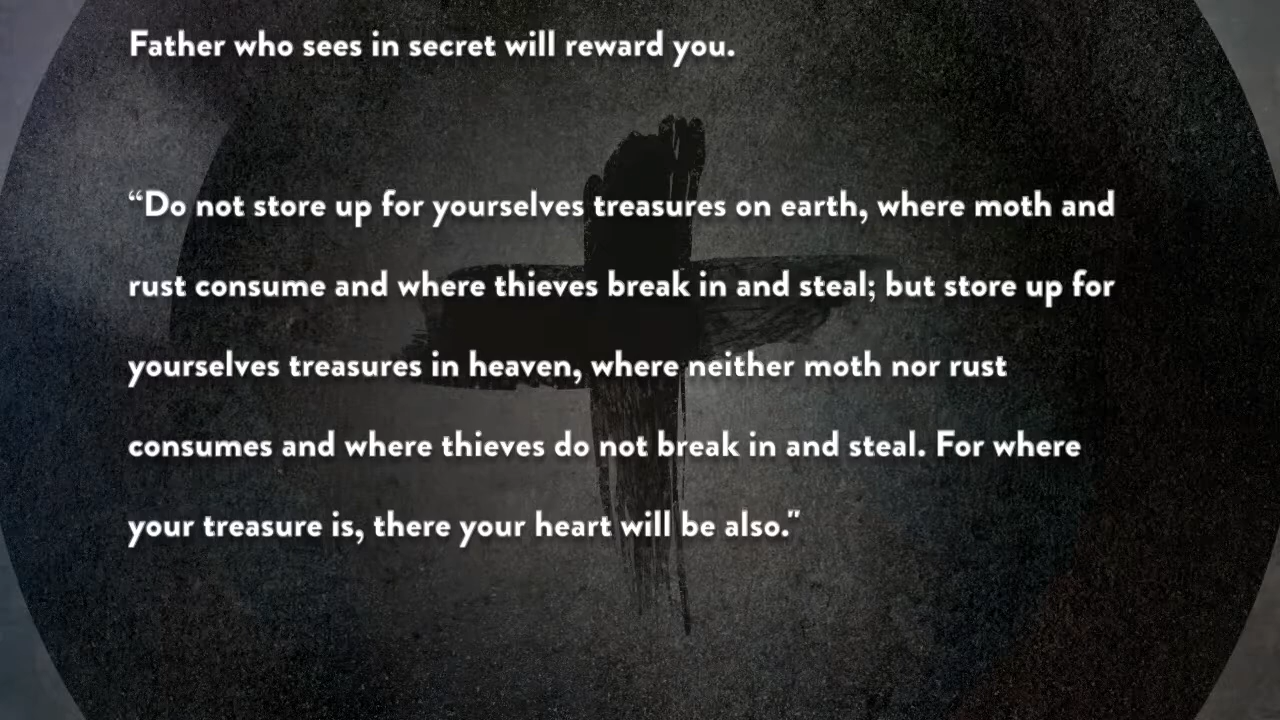 Father who sees in secret will reward you.
“Do not store up for yourselves treasures on earth, where moth and
rust consume and where thieves break in and steal; but store up for
yourselves treasures in heaven, where neither moth nor rust
consumes and where thieves do not break in and steal. For where
your treasure is, there your heart will be also."